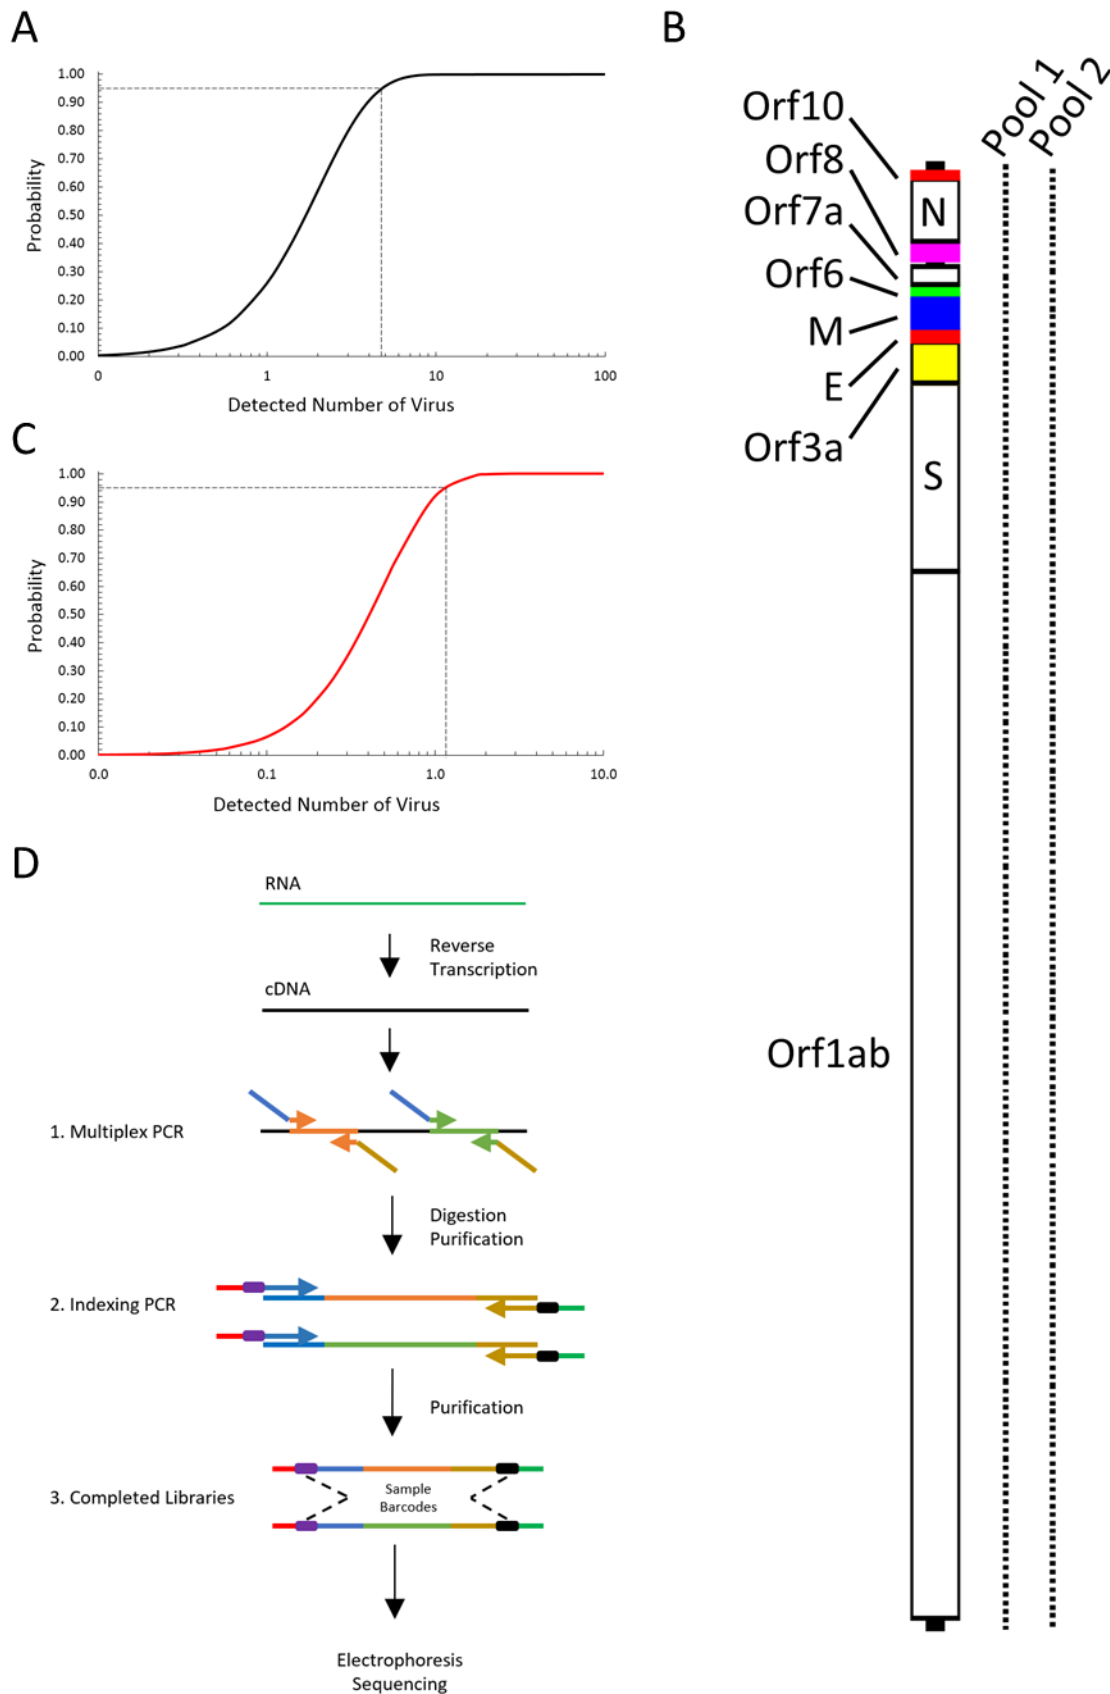 A
1.00
0.90
0.80
0.70
0.60
0.50
0.40
0.30
0.20
0.10
0.00
Probability
0 1 10 100
Detected Number of Virus
B
Pool 1
Pool 2
Orf10
Orf8
Orf7a
Orf6
M
E
Orf3a
N
S
Orf1ab
C
1.00
0.90
0.80
0.70
0.60
0.50
0.40
0.30
0.20
0.10
0.00
Probability
0.0 0.1 1.0 10.0
Detected Number of Virus
D
RNA
Reverse
Transcription
cDNA
1. Multiplex PCR
Digestion
Purification
2. Indexing PCR
Purification
3. Completed Libraries
Sample
Barcodes
Electrophoresis
Sequencing